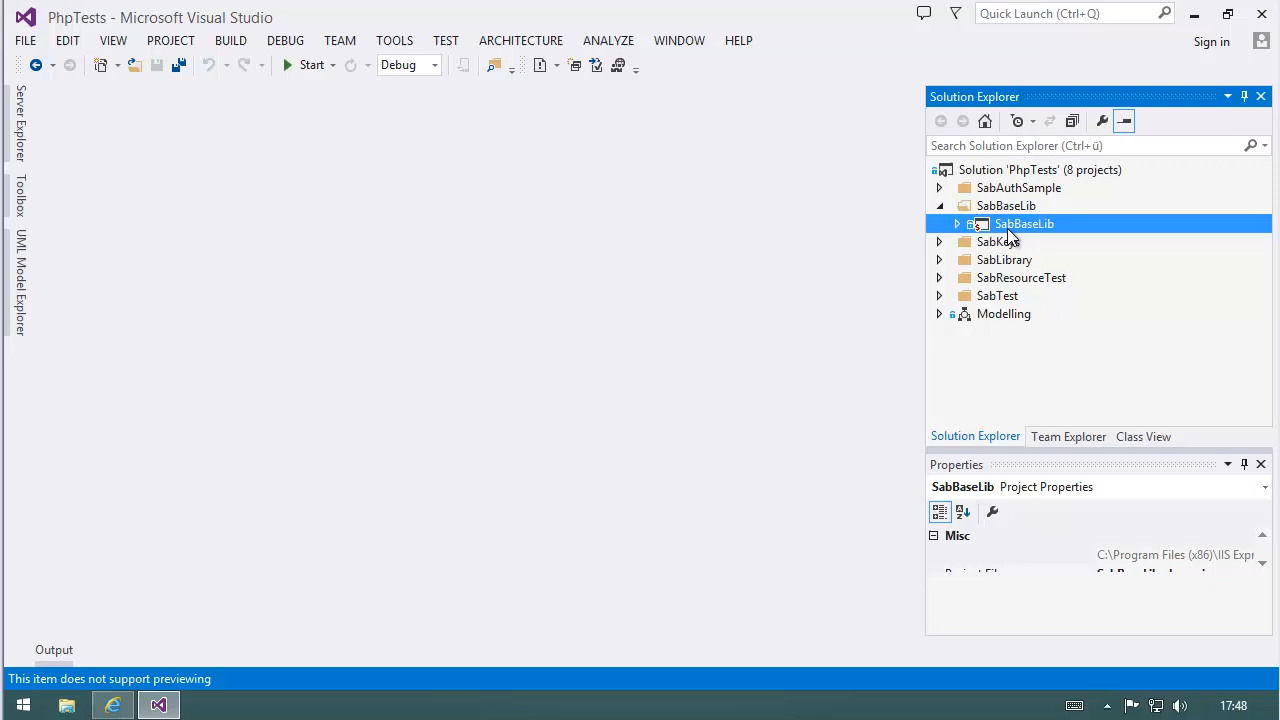 PhpTests - Microsoft Visual Studio
Quick Launch (Ctrl+Q)
FILE EDIT VIEW PROJECT BUILD DEBUG TEAM TOOLS TEST ARCHITECTURE ANALYZE WINDOW HELP
Sign in
Start Debug
Server Explorer
Toolbox
UML Model Explorer
Solution Explorer
Search Solution Explorer (Ctrl+ü)
Solution 'PhpTests' (8 projects)
SabAuthSample
SabBaseLib
SabBaseLib
SabKeys
SabLibrary
SabResourceTest
SabTest
Modelling
Solution Explorer Team Explorer Class View
Properties
SabBaseLib Project Properties
Misc
C:\Program Files (x86)\IIS Expr
Output
This item does not support previewing
17:48